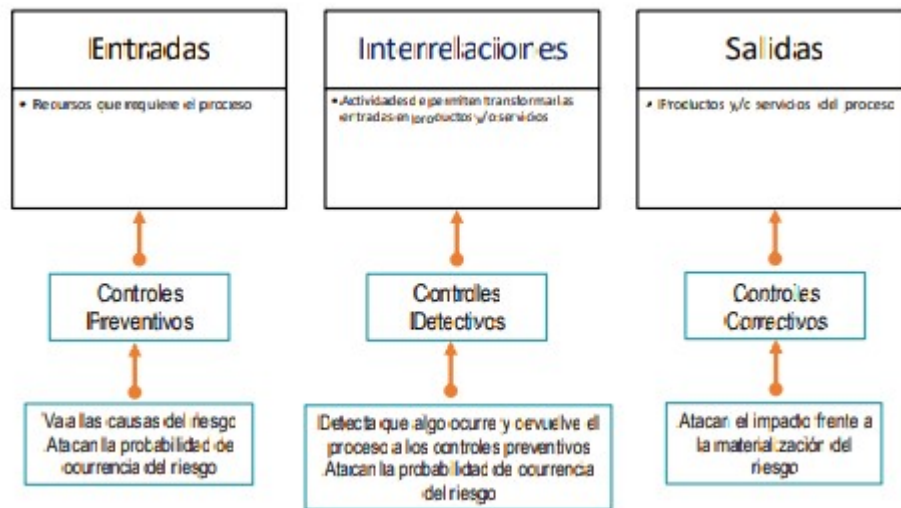 Entradas
• Recursos que requiere el proceso
Interrelaciones
• Actividades que permiten transformar las
entradas en productos y/o servicios
Salidas
• Productos y/o servicios del proceso
Controles
Preventivos
Controles
Detectivos
Controles
Correctivos
Va a las causas del riesgo
Atacan la probabilidad de
ocurrencia del riesgo
Detecta que algo ocurre y devuelve el
proceso a los controles preventivos
Atacan la probabilidad de ocurrencia
del riesgo
Atacan el impacto frente a
la materialización del
riesgo